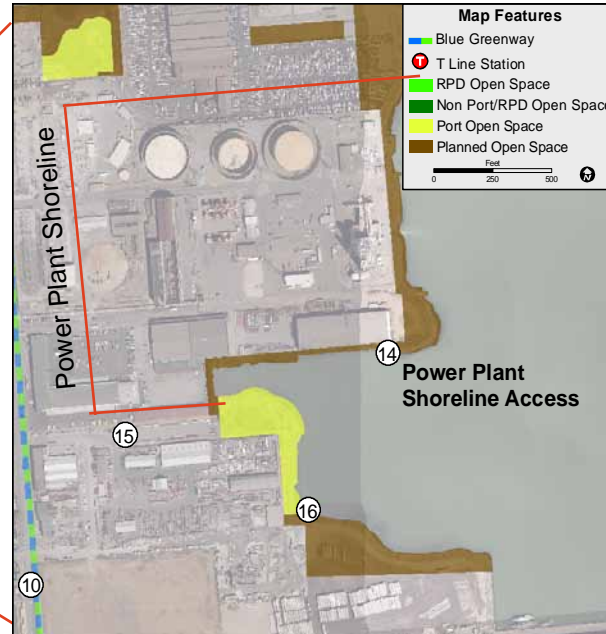 Map Features
Blue Greenway
T
T Line Station
RPD Open Space
Non Port/RPD Open Space
Port Open Space
Planned Open Space
Feet
0 250 500
N
Power Plant Shoreline
14
Power Plant
Shoreline Access
15
16
10